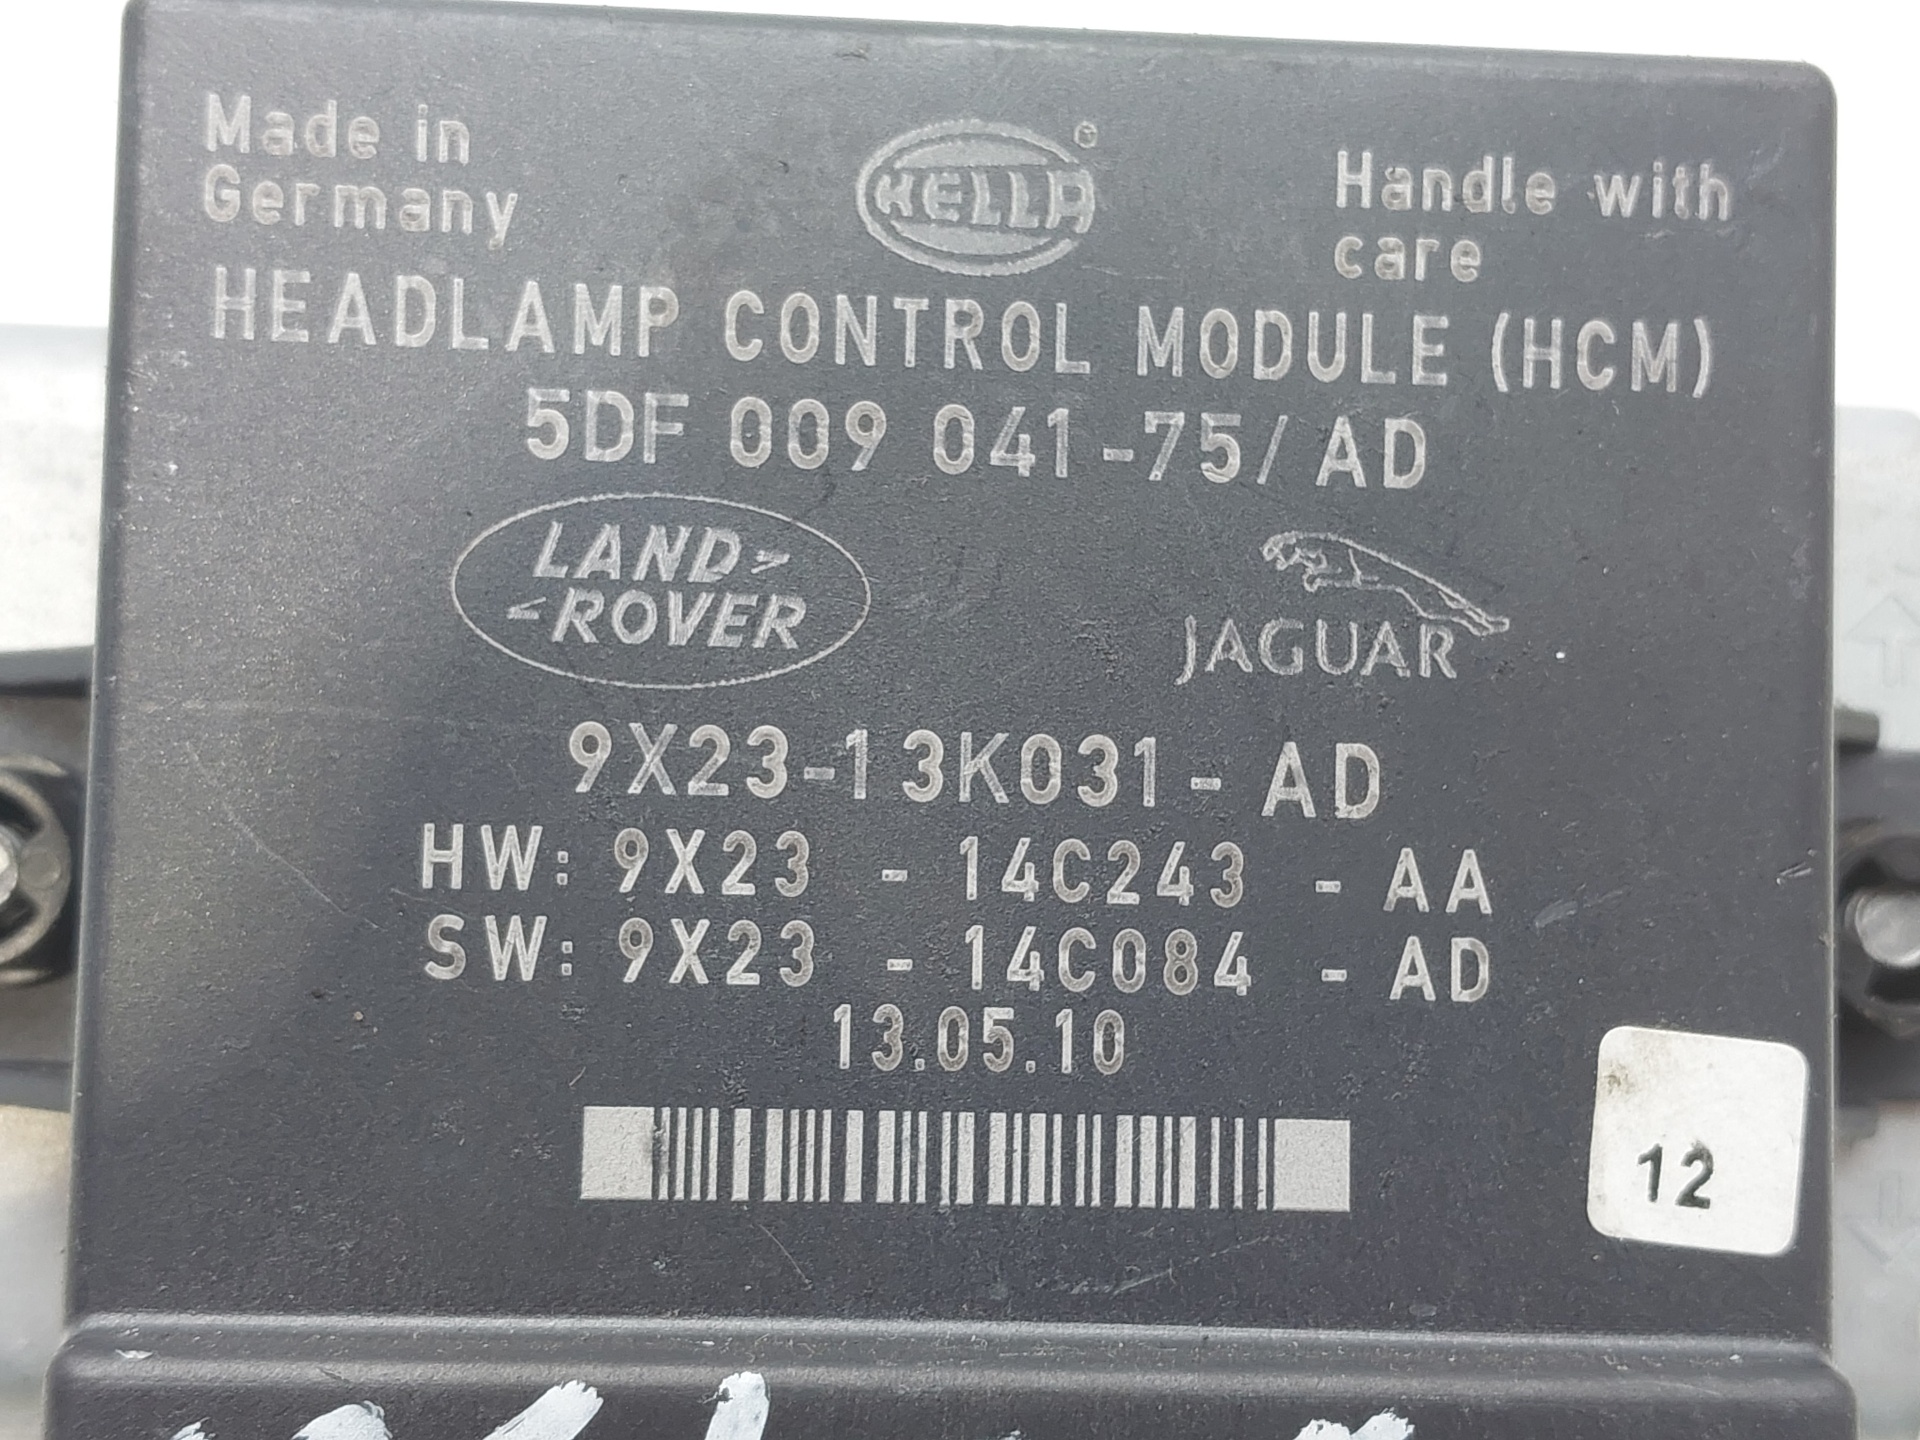 Made in
Germany
HELLA®
Handle with
care
HEADLAMP CONTROL MODULE (HCM)
5DF 009 041-75/ AD
LAND
ROVER
JAGUAR
9X23-13K031-AD
HW: 9X23 - 14C243 - AA
SW: 9X23 - 14C084 - AD
13.05.10
12